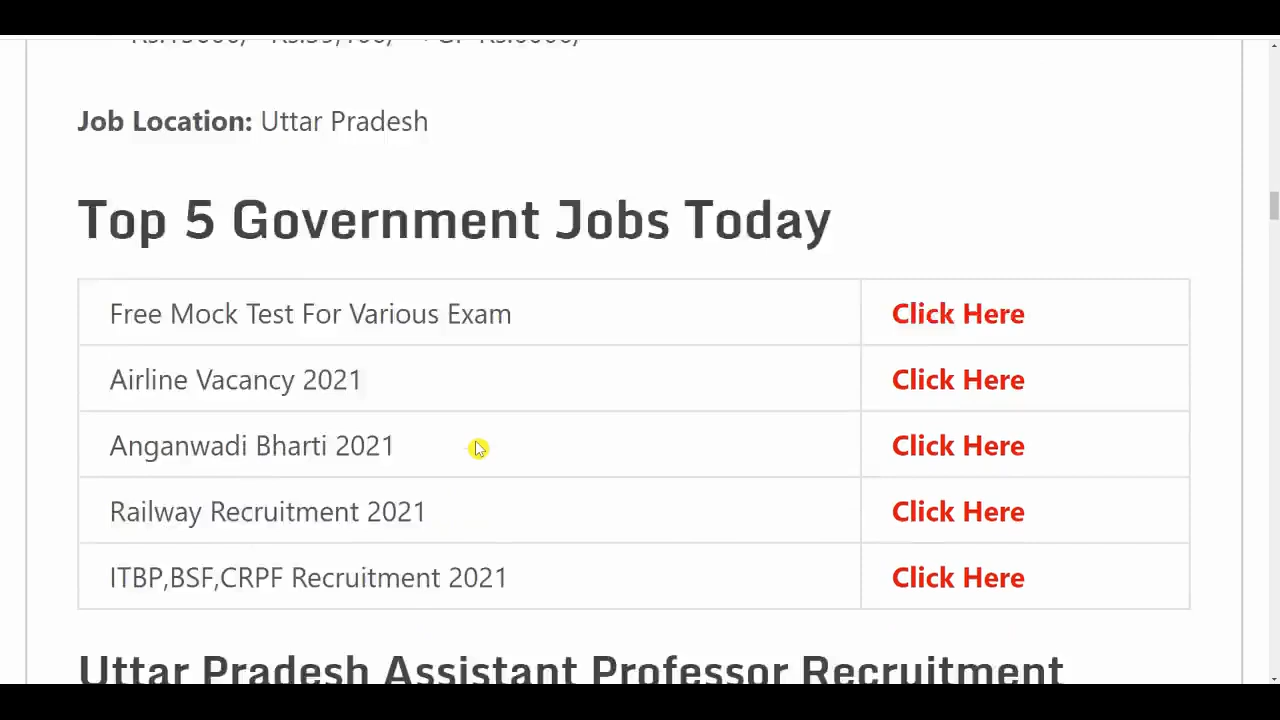 Job Location: Uttar Pradesh
Top 5 Government Jobs Today
Free Mock Test For Various Exam Click Here
Airline Vacancy 2021 Click Here
Anganwadi Bharti 2021 Click Here
Railway Recruitment 2021 Click Here
ITBP,BSF,CRPF Recruitment 2021 Click Here
Uttar Pradesh Assistant Professor Recruitment